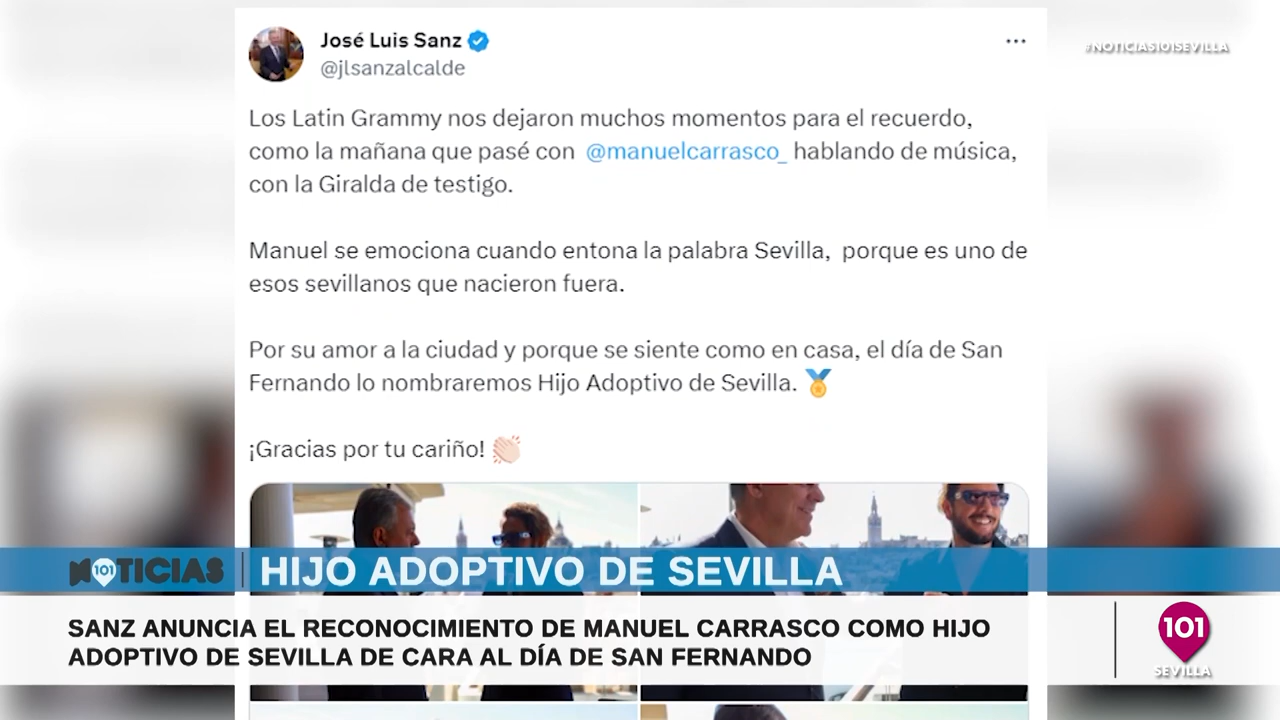 José Luis Sanz
@jlsanzalcalde
#NOTICIAS101SEVILLA
Los Latin Grammy nos dejaron muchos momentos para el recuerdo,
como la mañana que pasé con @manuelcarrasco_ hablando de música,
con la Giralda de testigo.
Manuel se emociona cuando entona la palabra Sevilla, porque es uno de
esos sevillanos que nacieron fuera.
Por su amor a la ciudad y porque se siente como en casa, el día de San
Fernando lo nombraremos Hijo Adoptivo de Sevilla.
¡Gracias por tu cariño!
NOTICIAS 101
HIJO ADOPTIVO DE SEVILLA
SANZ ANUNCIA EL RECONOCIMIENTO DE MANUEL CARRASCO COMO HIJO
ADOPTIVO DE SEVILLA DE CARA AL DÍA DE SAN FERNANDO
101
SEVILLA